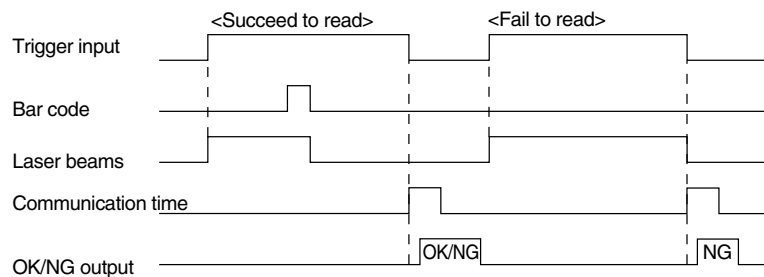 <Succeed to read> <Fail to read>
Trigger input
Bar code
Laser beams
Communication time
OK/NG output OK/NG NG